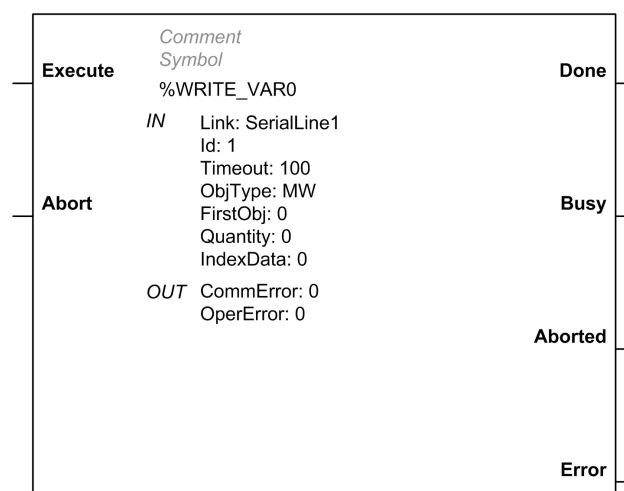 Comment
Symbol
Execute
Done
%WRITE_VAR0
IN Link: SerialLine1
Id: 1
Timeout: 100
ObjType: MW
Abort
FirstObj: 0
Busy
Quantity: 0
IndexData: 0
OUT CommError: 0
OperError: 0
Aborted
Error